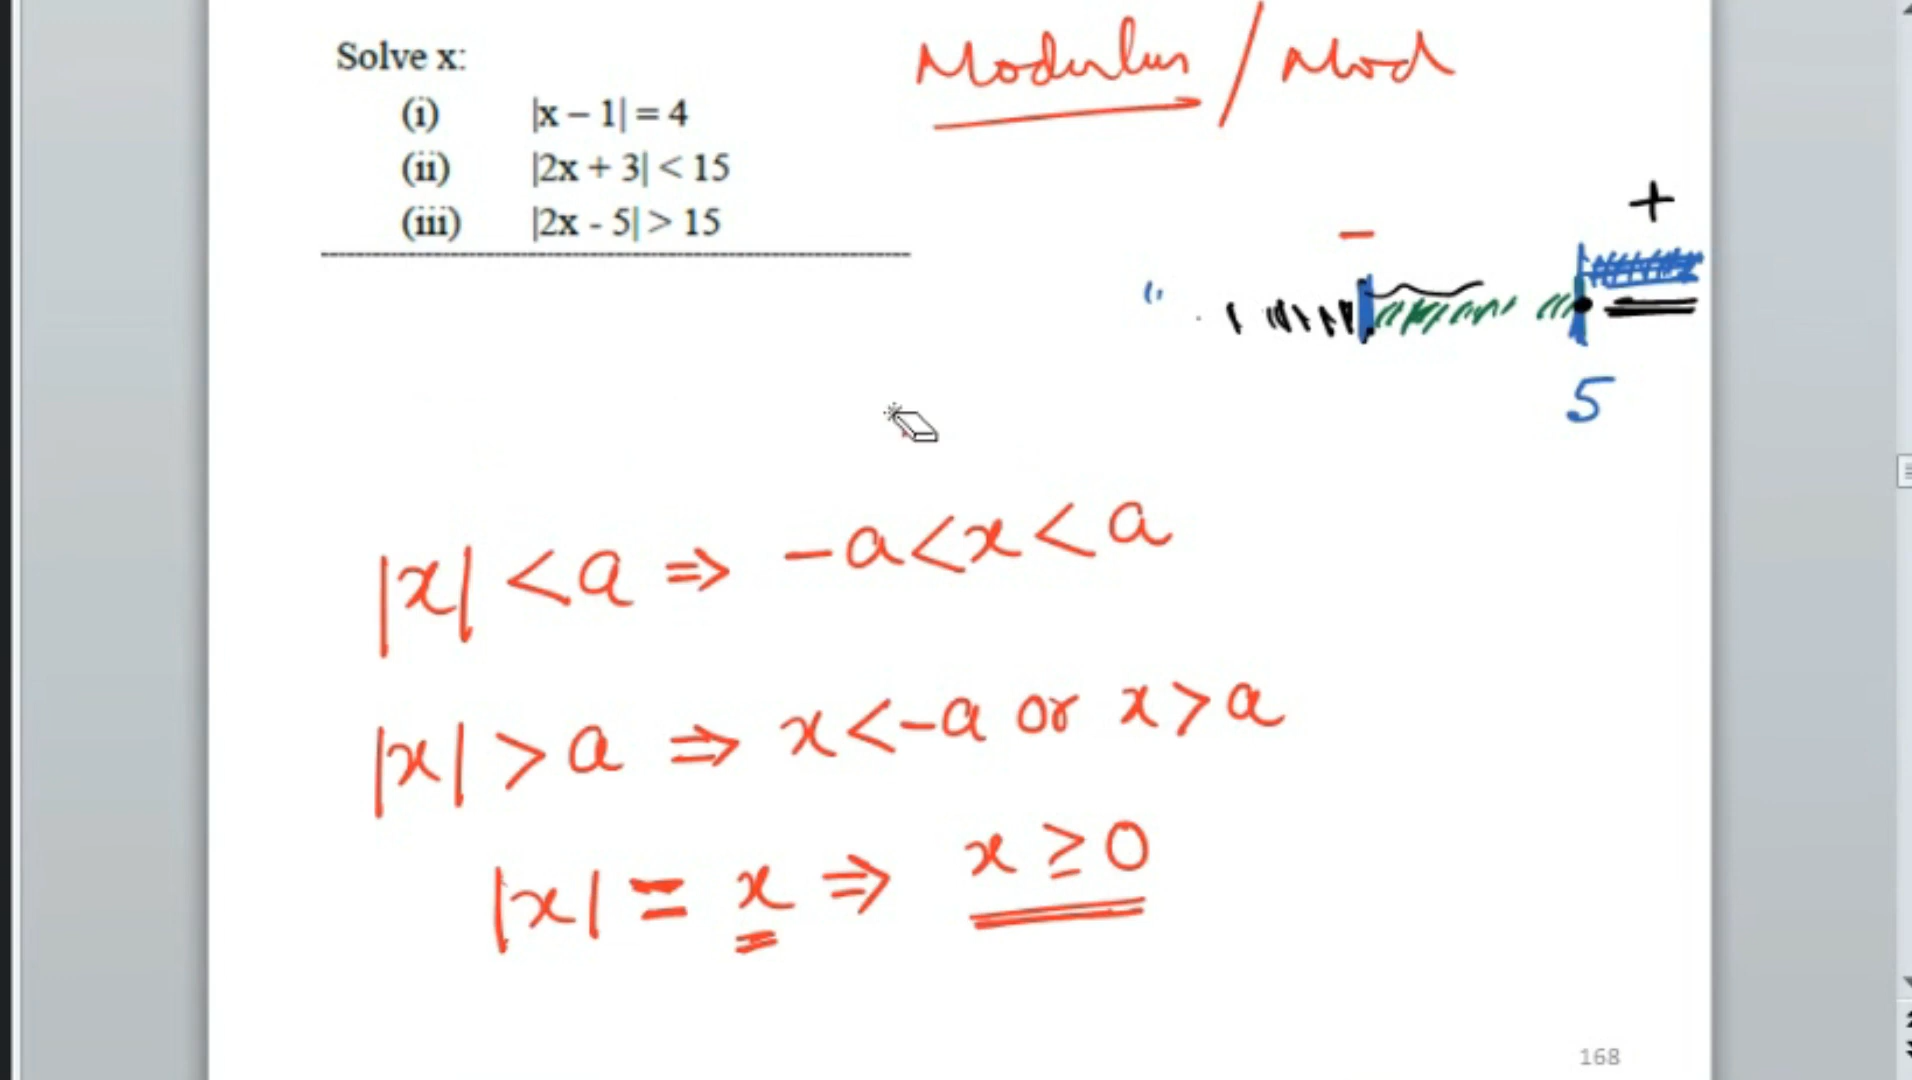 Solve x:
Modulus / Mod
(i) |x – 1| = 4
(ii) |2x + 3| < 15
(iii) |2x - 5| > 15
- +
5
|x| < a ⇒ -a < x < a
|x| > a ⇒ x < -a or x > a
|x| = x ⇒ x ≥ 0
168